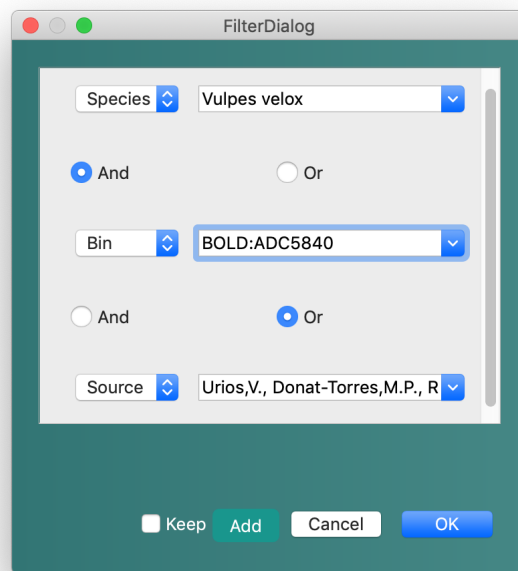 FilterDialog
Species Vulpes velox
And Or
Bin BOLD:ADC5840
And Or
Source Urios,V., Donat-Torres,M.P., R
Keep Add Cancel OK